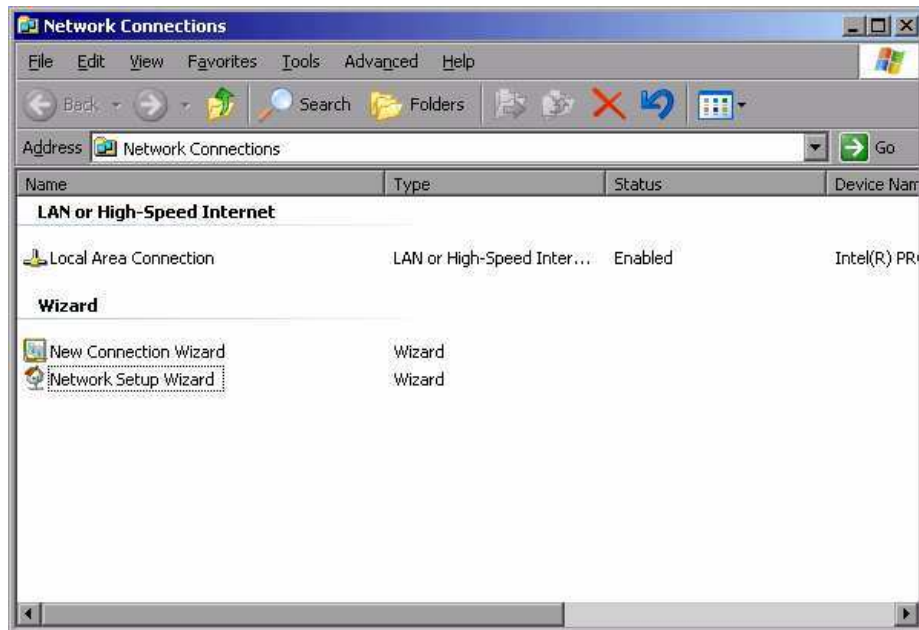 Network Connections
File Edit View Favorites Tools Advanced Help
Back Search Folders
Address Network Connections Go
Name Type Status Device Nam
LAN or High-Speed Internet
Local Area Connection LAN or High-Speed Inter... Enabled Intel(R) PR
Wizard
New Connection Wizard Wizard
Network Setup Wizard Wizard